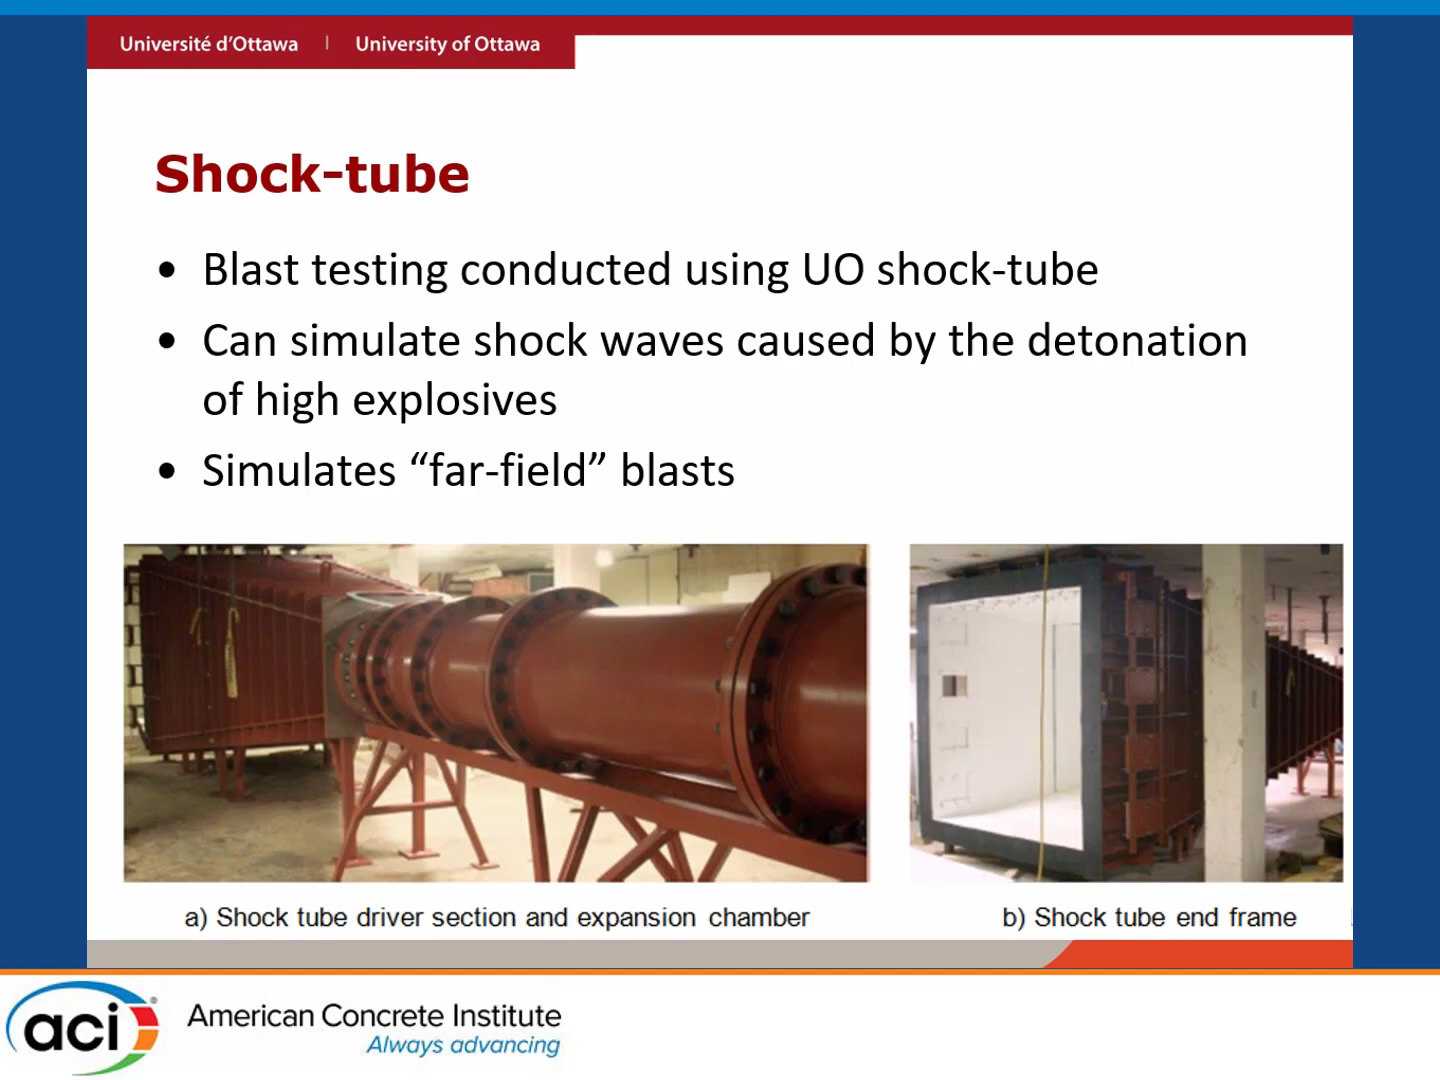 Université d'Ottawa | University of Ottawa
Shock-tube
• Blast testing conducted using UO shock-tube
• Can simulate shock waves caused by the detonation
of high explosives
• Simulates “far-field” blasts
a) Shock tube driver section and expansion chamber
b) Shock tube end frame
aci®
American Concrete Institute
Always advancing